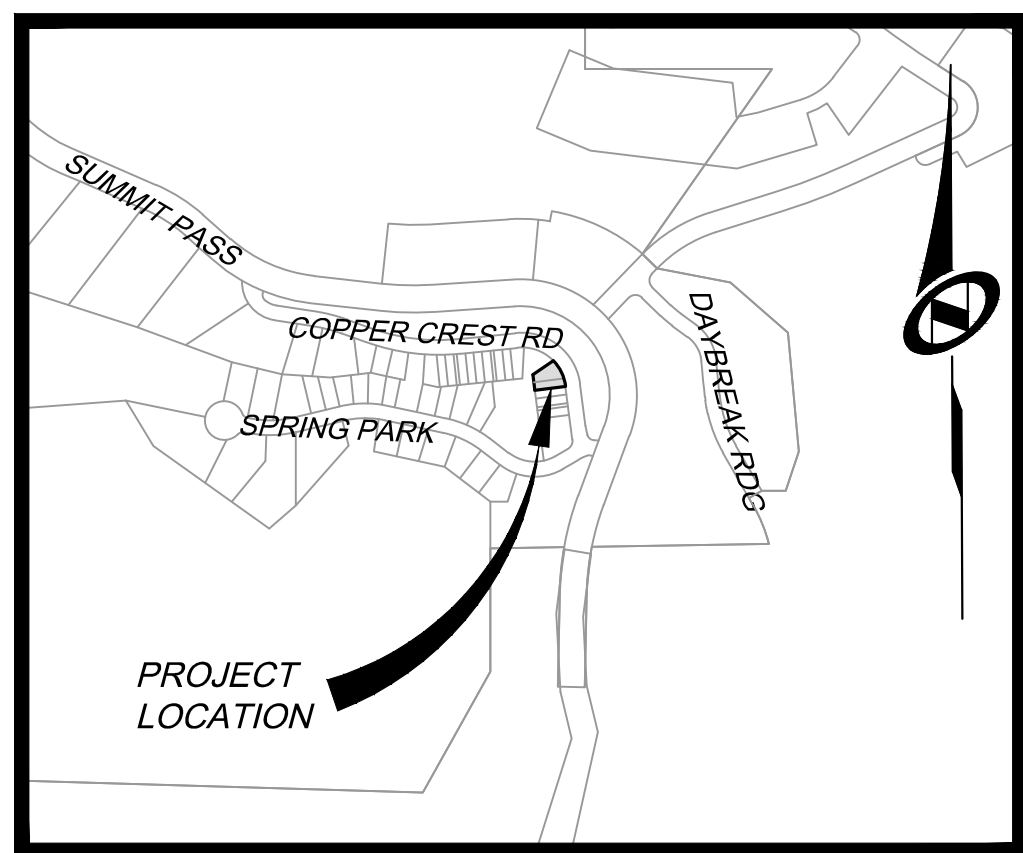 SUMMIT PASS
COPPER CREST RD
DAYBREAK RDG
SPRING PARK
PROJECT
LOCATION
N